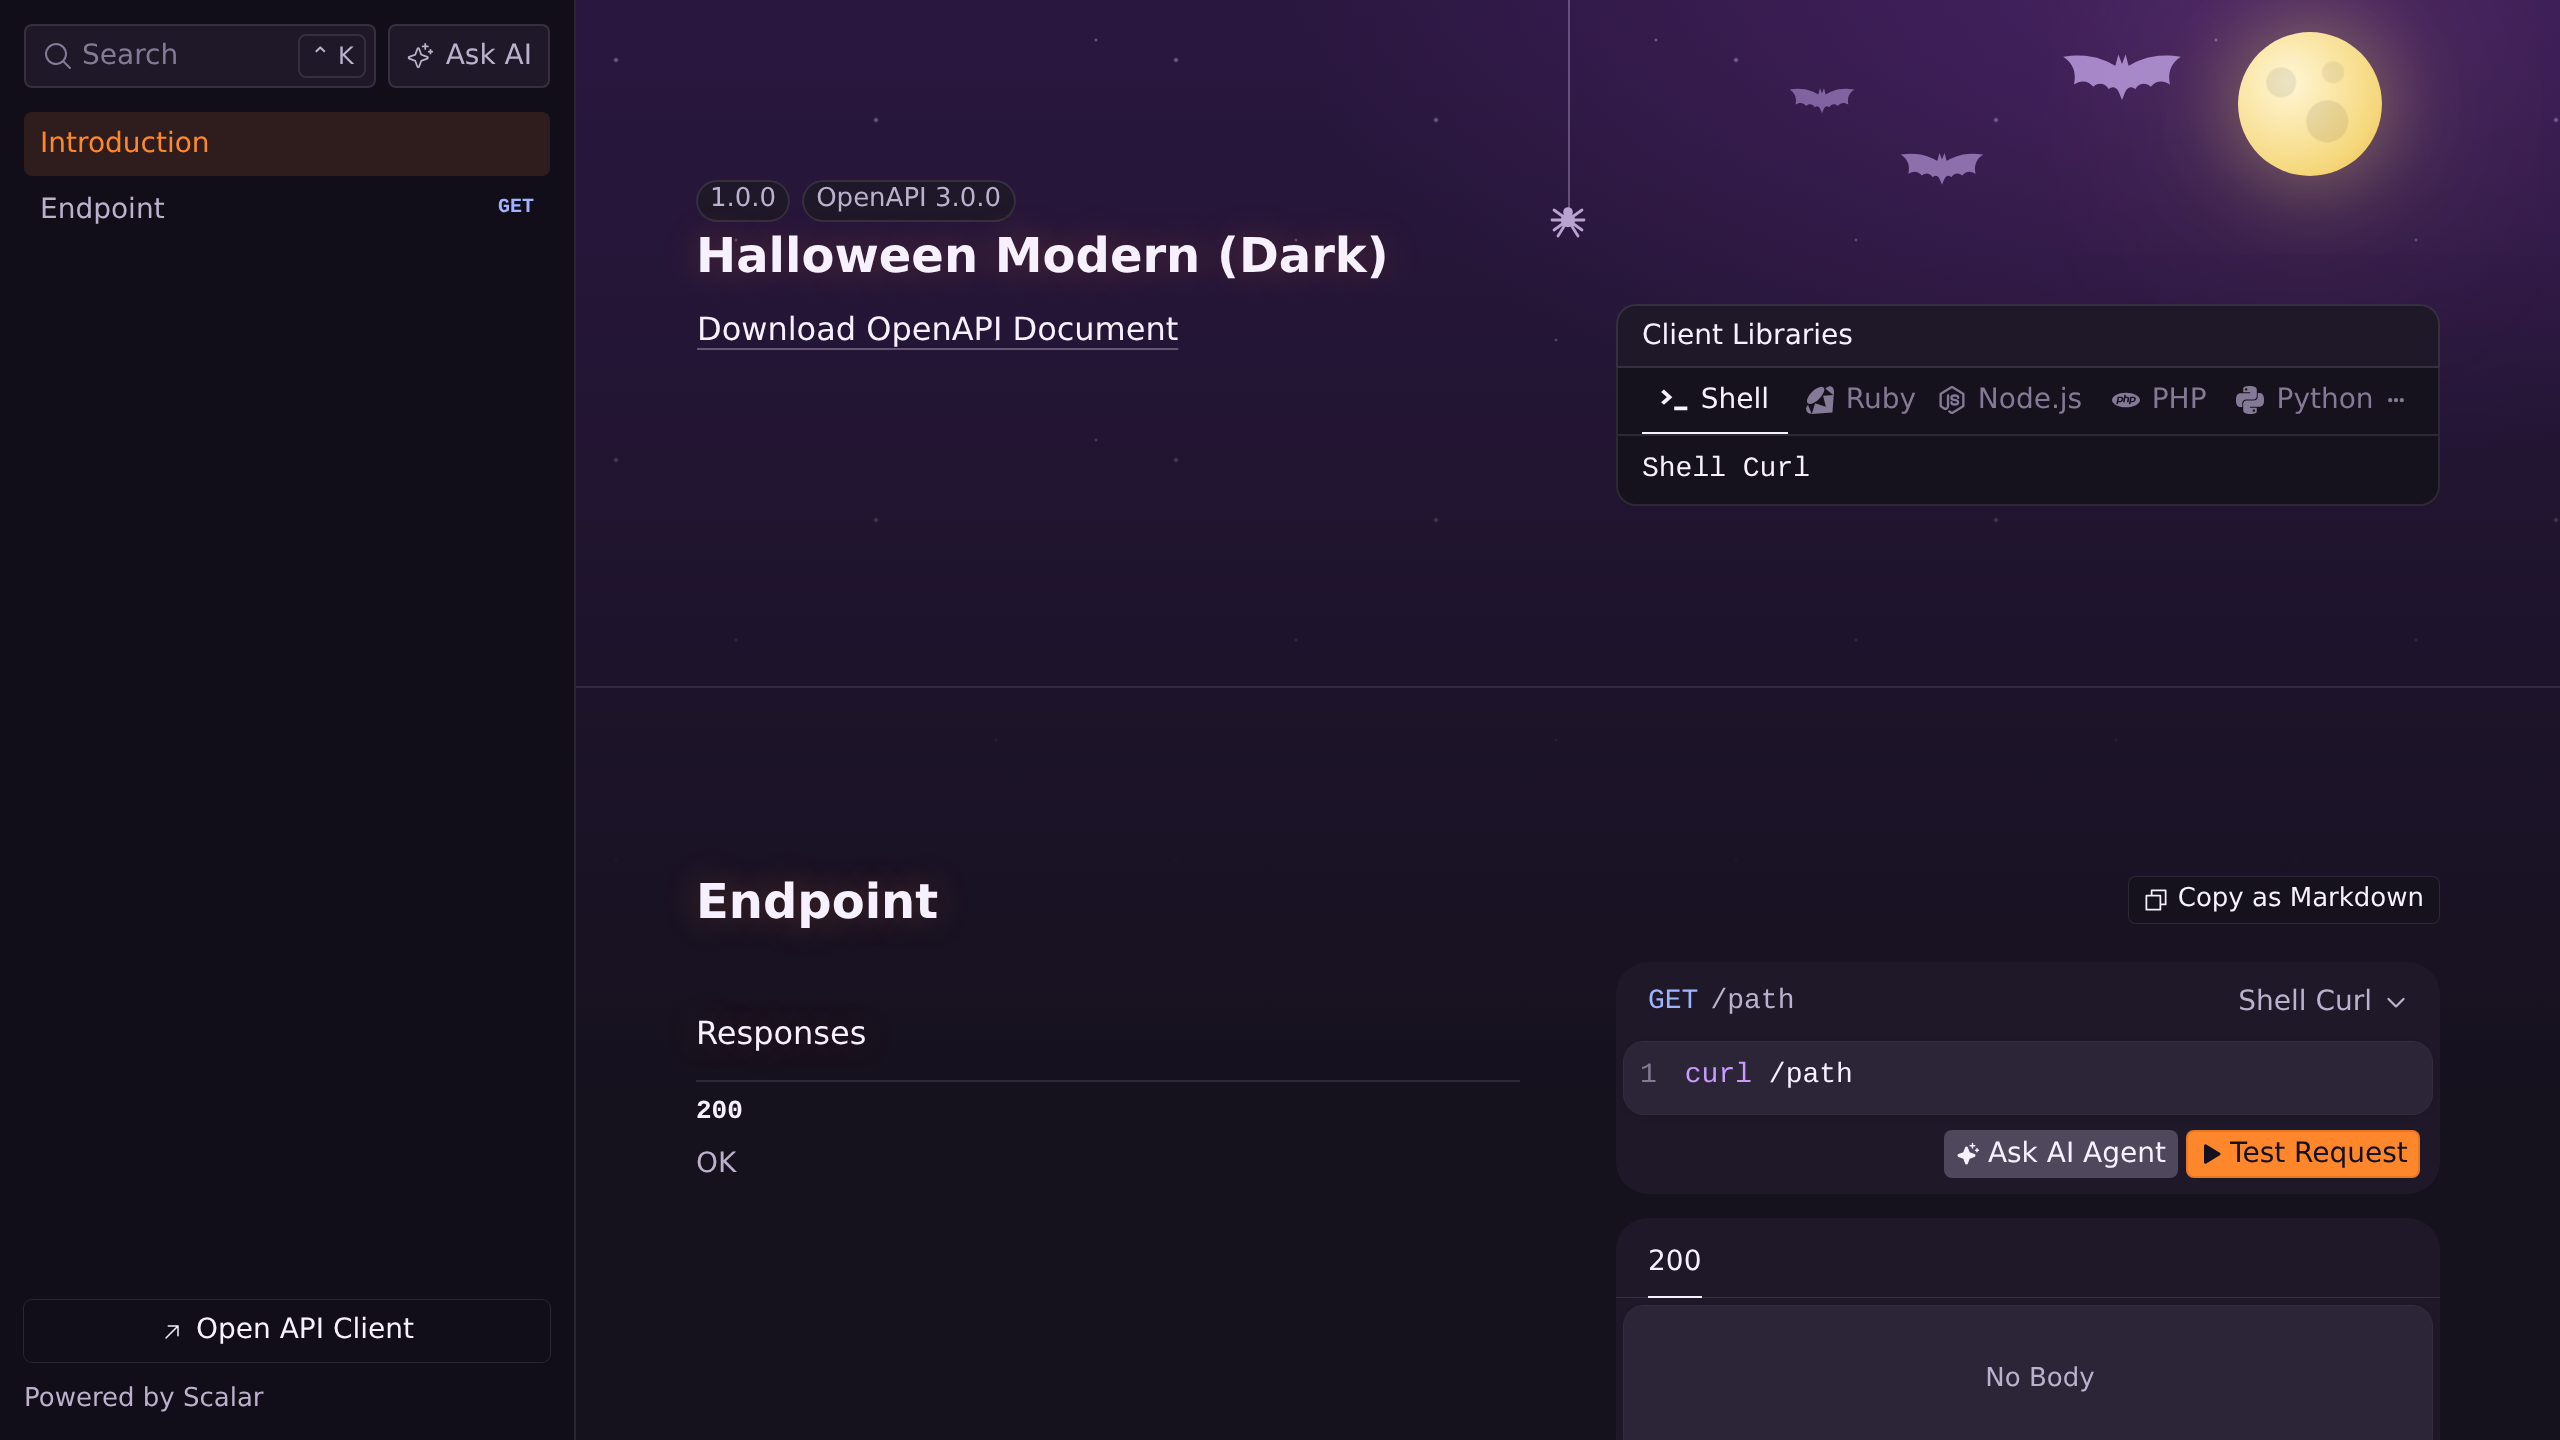 Search ⌃ K Ask AI
Introduction
Endpoint GET
Open API Client
Powered by Scalar
1.0.0 OpenAPI 3.0.0
Halloween Modern (Dark)
Download OpenAPI Document
Client Libraries
Shell Ruby Node.js PHP Python ···
Shell Curl
Endpoint
Copy as Markdown
Responses
200
OK
GET /path Shell Curl
1 curl /path
Ask AI Agent Test Request
200
No Body